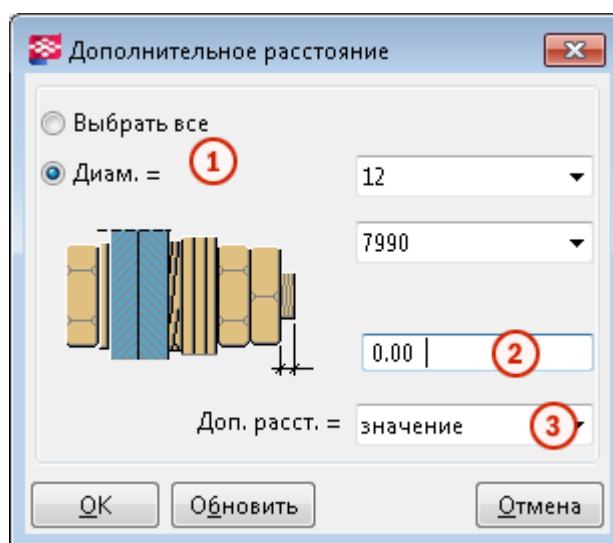 Дополнительное расстояние
Выбрать все
Диам. = 1 12
7990
0.00 2
Доп. расст. = значение 3
OK Обновить Отмена